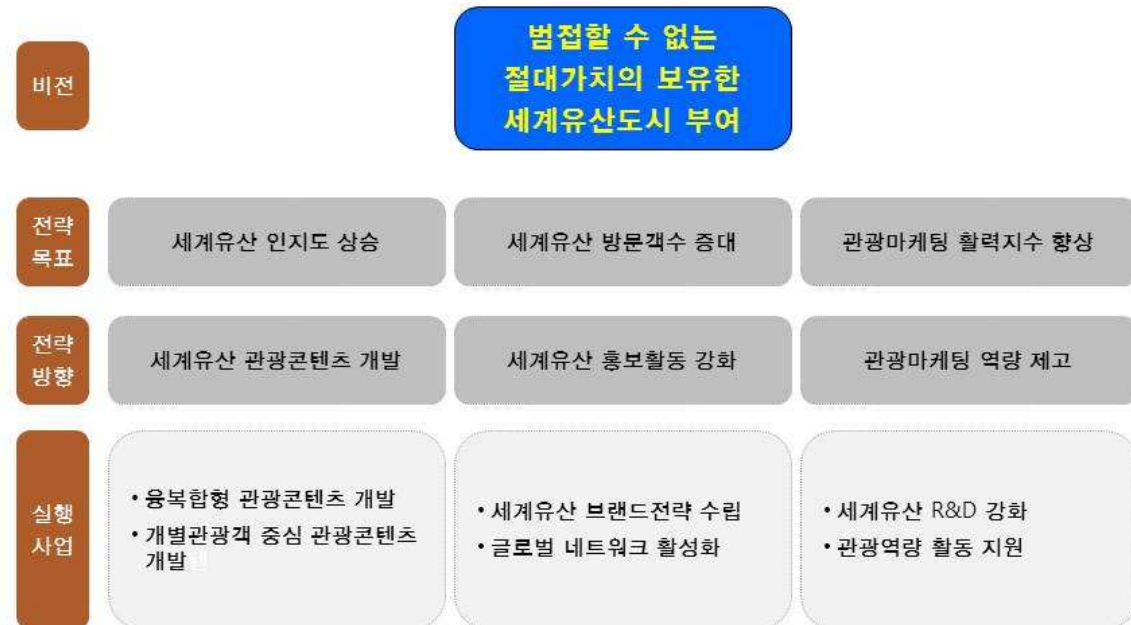 비전
범접할 수 없는
절대가치의 보유한
세계유산도시 부여
전략
목표
세계유산 인지도 상승
세계유산 방문객수 증대
관광마케팅 활력지수 향상
전략
방향
세계유산 관광콘텐츠 개발
세계유산 홍보활동 강화
관광마케팅 역량 제고
실행
사업
• 융복합형 관광콘텐츠 개발
• 개별관광객 중심 관광콘텐츠
개발
• 세계유산 브랜드전략 수립
• 글로벌 네트워크 활성화
• 세계유산 R&D 강화
• 관광역량 활동 지원